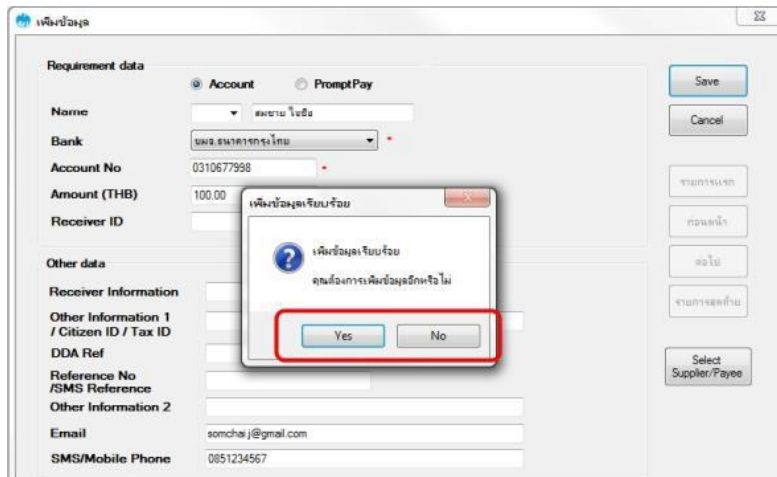 เพิ่มข้อมูล
Requirement data
Account
PromptPay
Name
สมชาย ใจซื่อ
Bank
บมจ.ธนาคารกรุงไทย
*
Account No
0310677998
*
Amount (THB)
100.00
Receiver ID
Save
Cancel
รายการแรก
ก่อนหน้า
ต่อไป
รายการสุดท้าย
Select
Supplier/Payee
เพิ่มข้อมูลเรียบร้อย
เพิ่มข้อมูลเรียบร้อย
คุณต้องการเพิ่มข้อมูลอีกหรือไม่
Yes
No
Other data
Receiver Information
Other Information 1
/ Citizen ID / Tax ID
DDA Ref
Reference No
/SMS Reference
Other Information 2
Email
somchai.j@gmail.com
SMS/Mobile Phone
0851234567